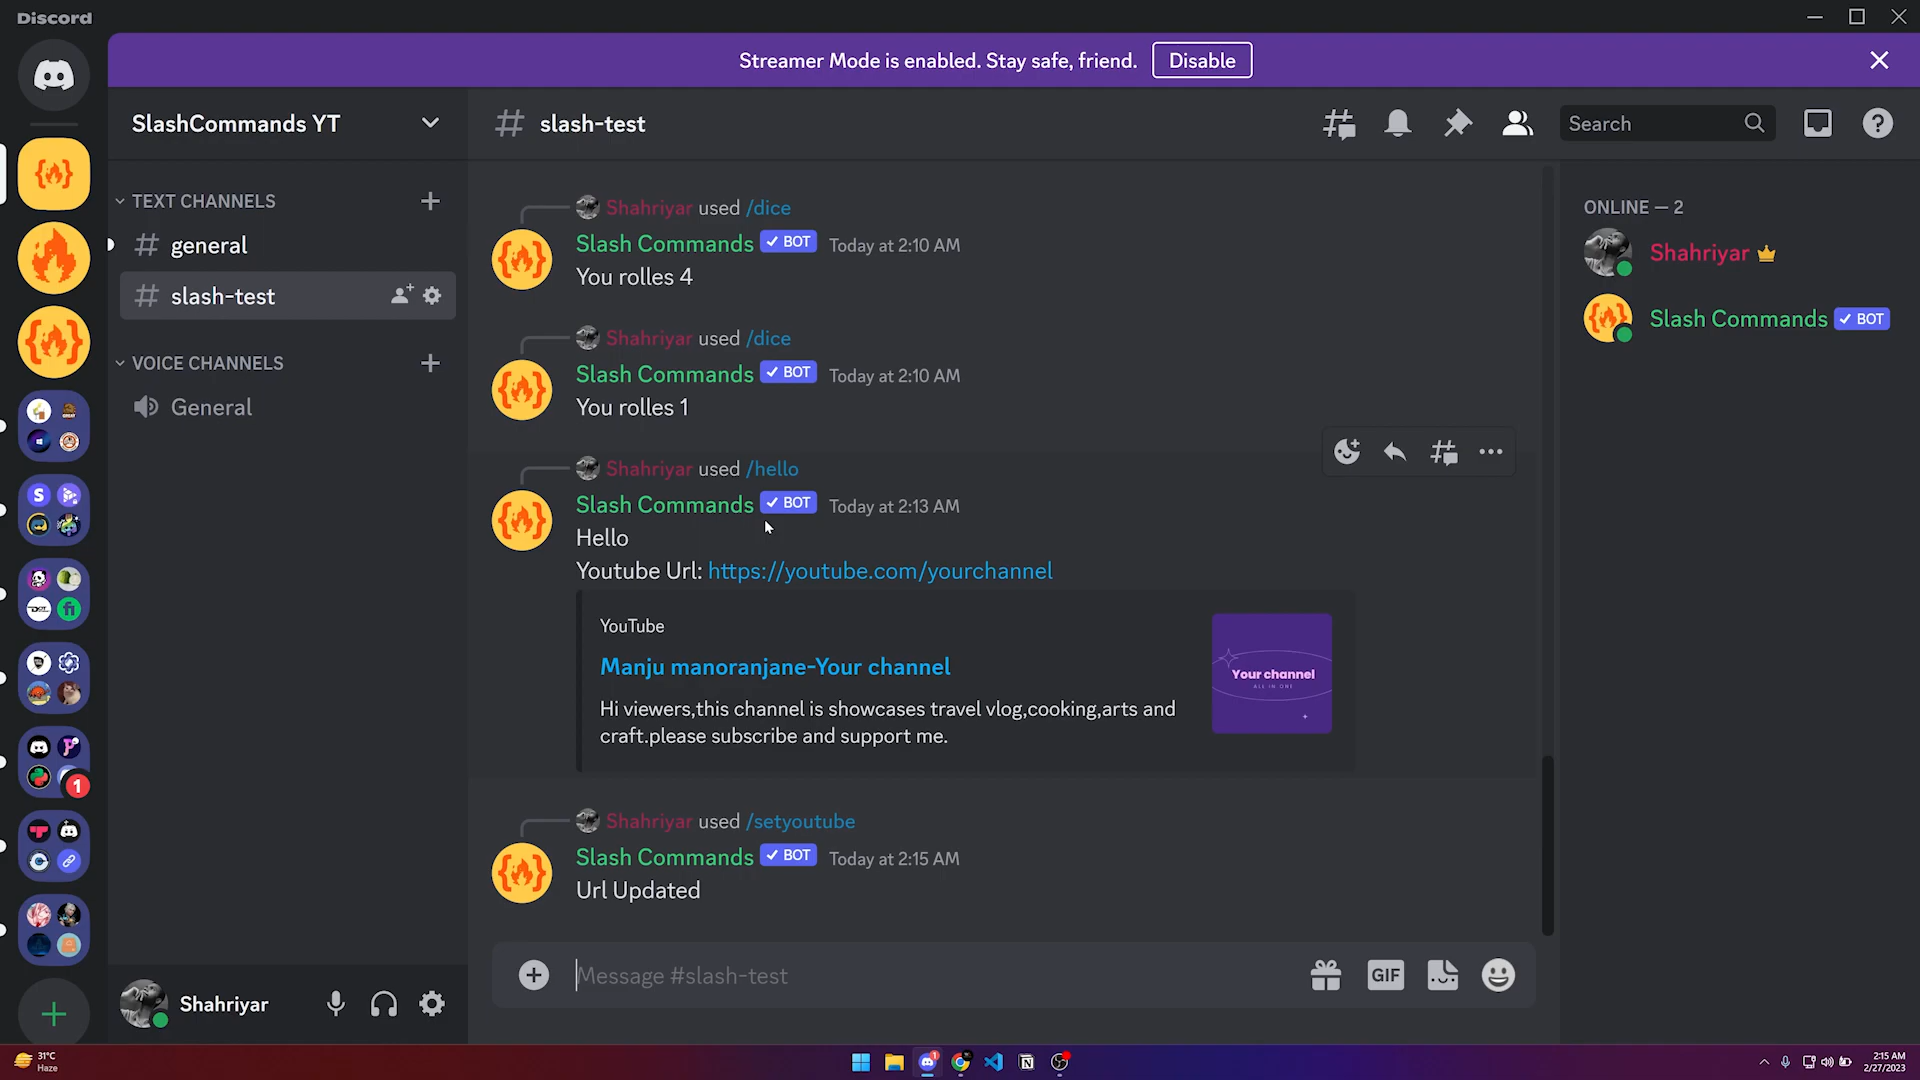 Discord
Streamer Mode is enabled. Stay safe, friend.
Disable
SlashCommands YT
slash-test
Search
TEXT CHANNELS
general
slash-test
VOICE CHANNELS
General
Shahriyar used /dice
Slash Commands BOT Today at 2:10 AM
You rolles 4
Shahriyar used /dice
Slash Commands BOT Today at 2:10 AM
You rolles 1
Shahriyar used /hello
Slash Commands BOT Today at 2:13 AM
Hello
Youtube Url: https://youtube.com/yourchannel
YouTube
Manju manoranjane-Your channel
Hi viewers,this channel is showcases travel vlog,cooking,arts and
craft.please subscribe and support me.
Your channel
ALL IN ONE
Shahriyar used /setyoutube
Slash Commands BOT Today at 2:15 AM
Url Updated
Message #slash-test
GIF
ONLINE — 2
Shahriyar
Slash Commands BOT
1
Shahriyar
31°C
Haze
1
2:15 AM
2/27/2023